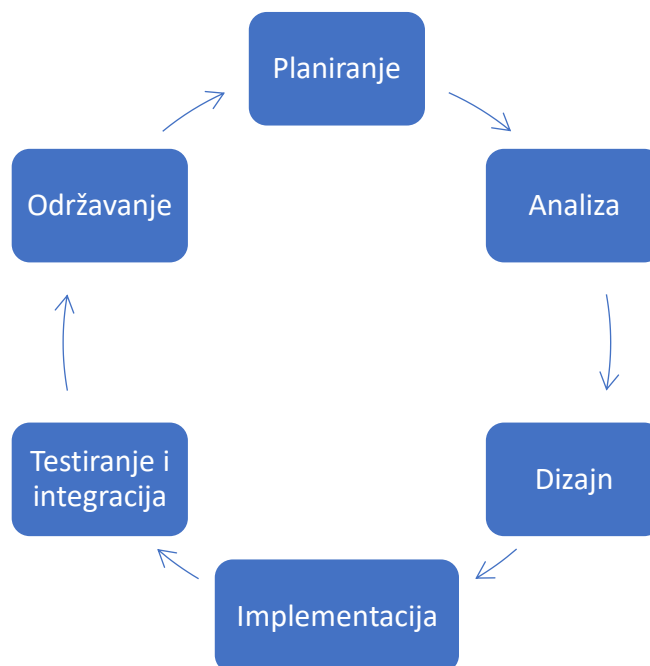 Planiranje
Analiza
Dizajn
Implementacija
Testiranje i
integracija
Održavanje